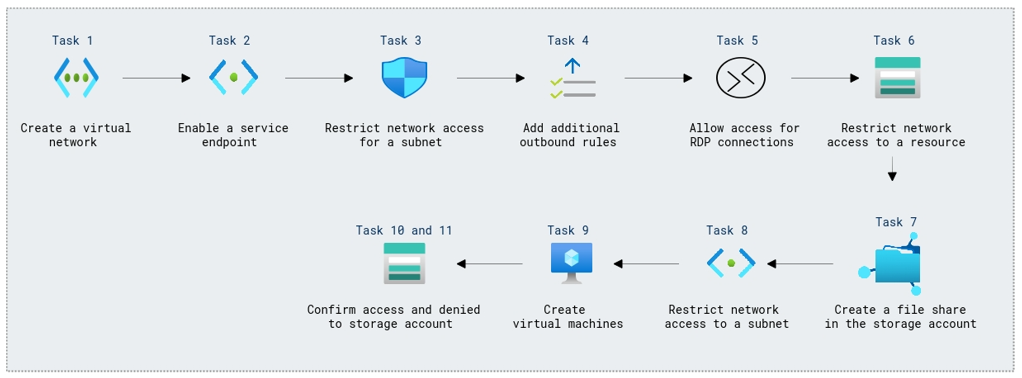 Task 1
Create a virtual
network
Task 2
Enable a service
endpoint
Task 3
Restrict network access
for a subnet
Task 4
Add additional
outbound rules
Task 5
Allow access for
RDP connections
Task 6
Restrict network
access to a resource
Task 7
Create a file share
in the storage account
Task 8
Restrict network
access to a subnet
Task 9
Create
virtual machines
Task 10 and 11
Confirm access and denied
to storage account